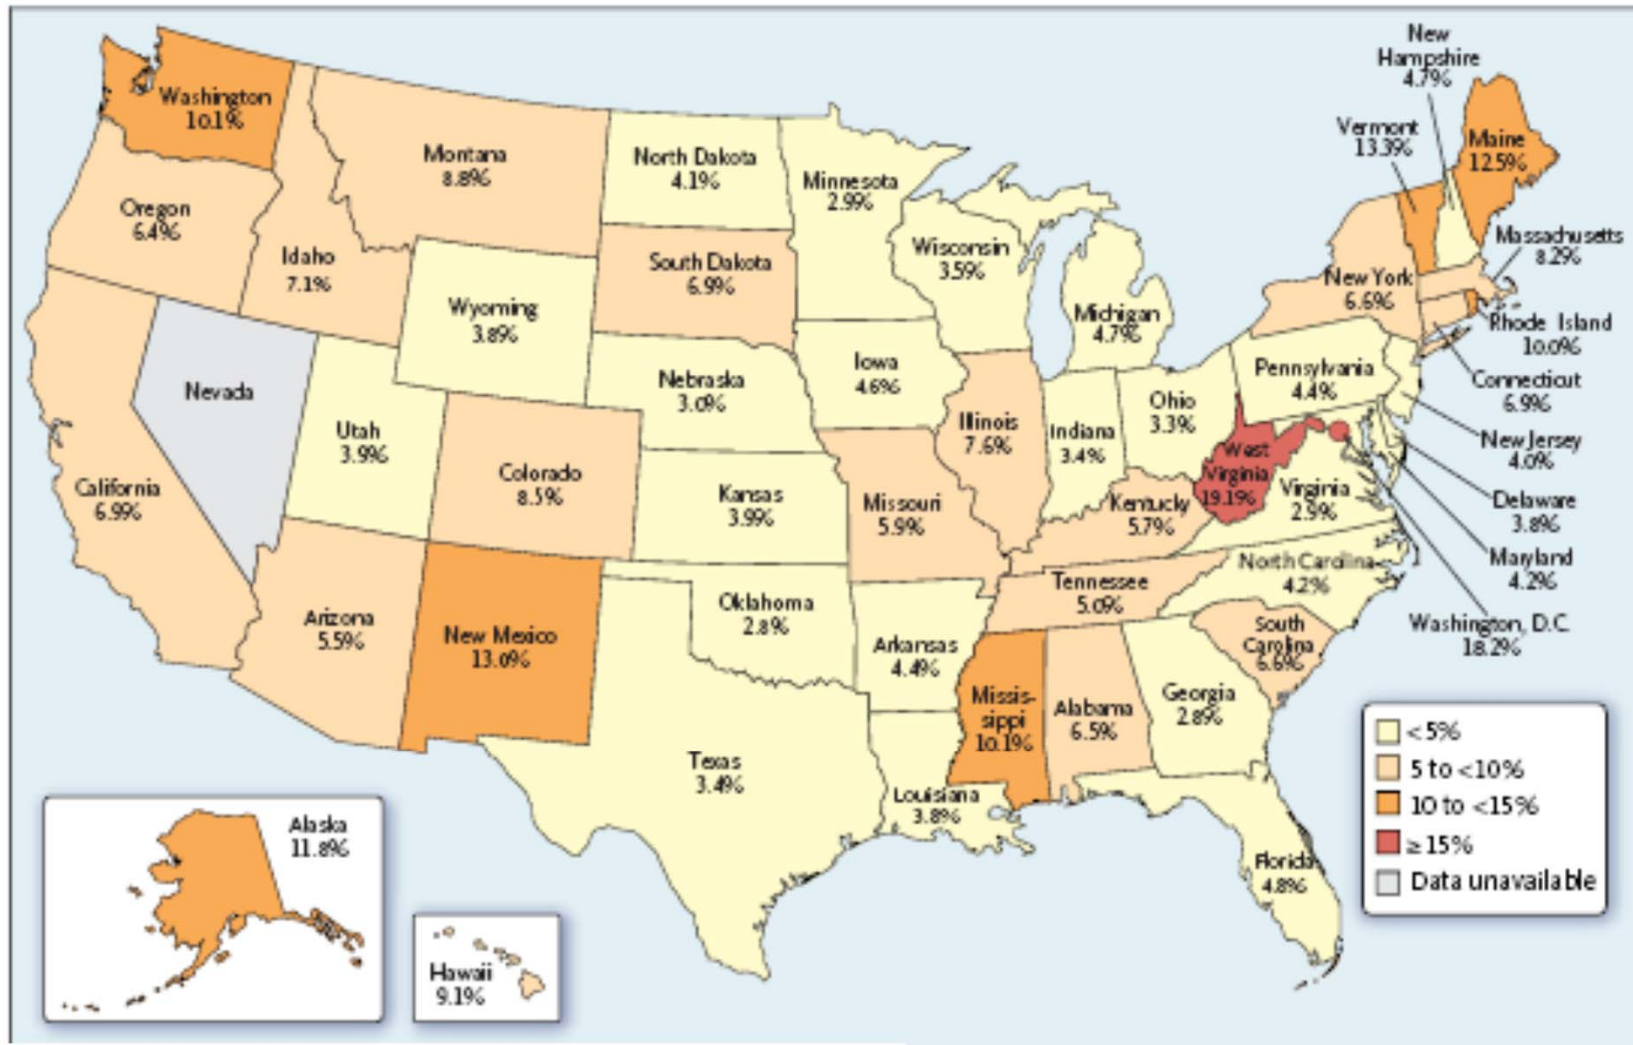 New
Hampshire
4.7%
Washington
10.1%
Vermont
13.3%
Maine
12.5%
Montana
8.8%
North Dakota
4.1%
Minnesota
2.9%
Oregon
6.4%
Idaho
7.1%
Wisconsin
3.5%
Massachusetts
8.2%
South Dakota
6.9%
New York
6.6%
Wyoming
3.8%
Michigan
4.7%
Rhode Island
10.0%
Nevada
Nebraska
3.0%
Iowa
4.6%
Pennsylvania
4.4%
Connecticut
6.9%
Utah
3.9%
Illinois
7.6%
Indiana
3.4%
Ohio
3.3%
New Jersey
4.0%
California
6.9%
Colorado
8.5%
Kansas
3.9%
Missouri
5.9%
Kentucky
5.7%
West
Virginia
19.1%
Virginia
2.9%
Delaware
3.8%
Maryland
4.2%
North Carolina
4.2%
Tennessee
5.0%
Arizona
5.5%
New Mexico
13.0%
Oklahoma
2.8%
Arkansas
4.4%
South
Carolina
6.6%
Washington, D.C.
18.2%
Missis-
sippi
10.1%
Alabama
6.5%
Georgia
2.8%
Texas
3.4%
Louisiana
3.8%
Florida
4.8%
Alaska
11.8%
Hawaii
9.1%
<5%
5 to <10%
10 to <15%
≥15%
Data unavailable